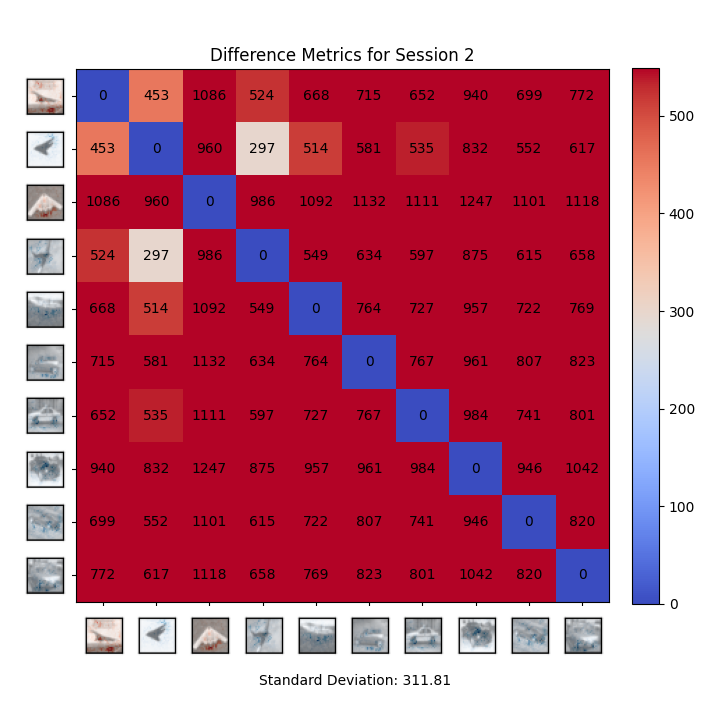 Difference Metrics for Session 2
0 453 1086 524 668 715 652 940 699 772
453 0 960 297 514 581 535 832 552 617
1086 960 0 986 1092 1132 1111 1247 1101 1118
524 297 986 0 549 634 597 875 615 658
668 514 1092 549 0 764 727 957 722 769
715 581 1132 634 764 0 767 961 807 823
652 535 1111 597 727 767 0 984 741 801
940 832 1247 875 957 961 984 0 946 1042
699 552 1101 615 722 807 741 946 0 820
772 617 1118 658 769 823 801 1042 820 0
500
400
300
200
100
0
Standard Deviation: 311.81